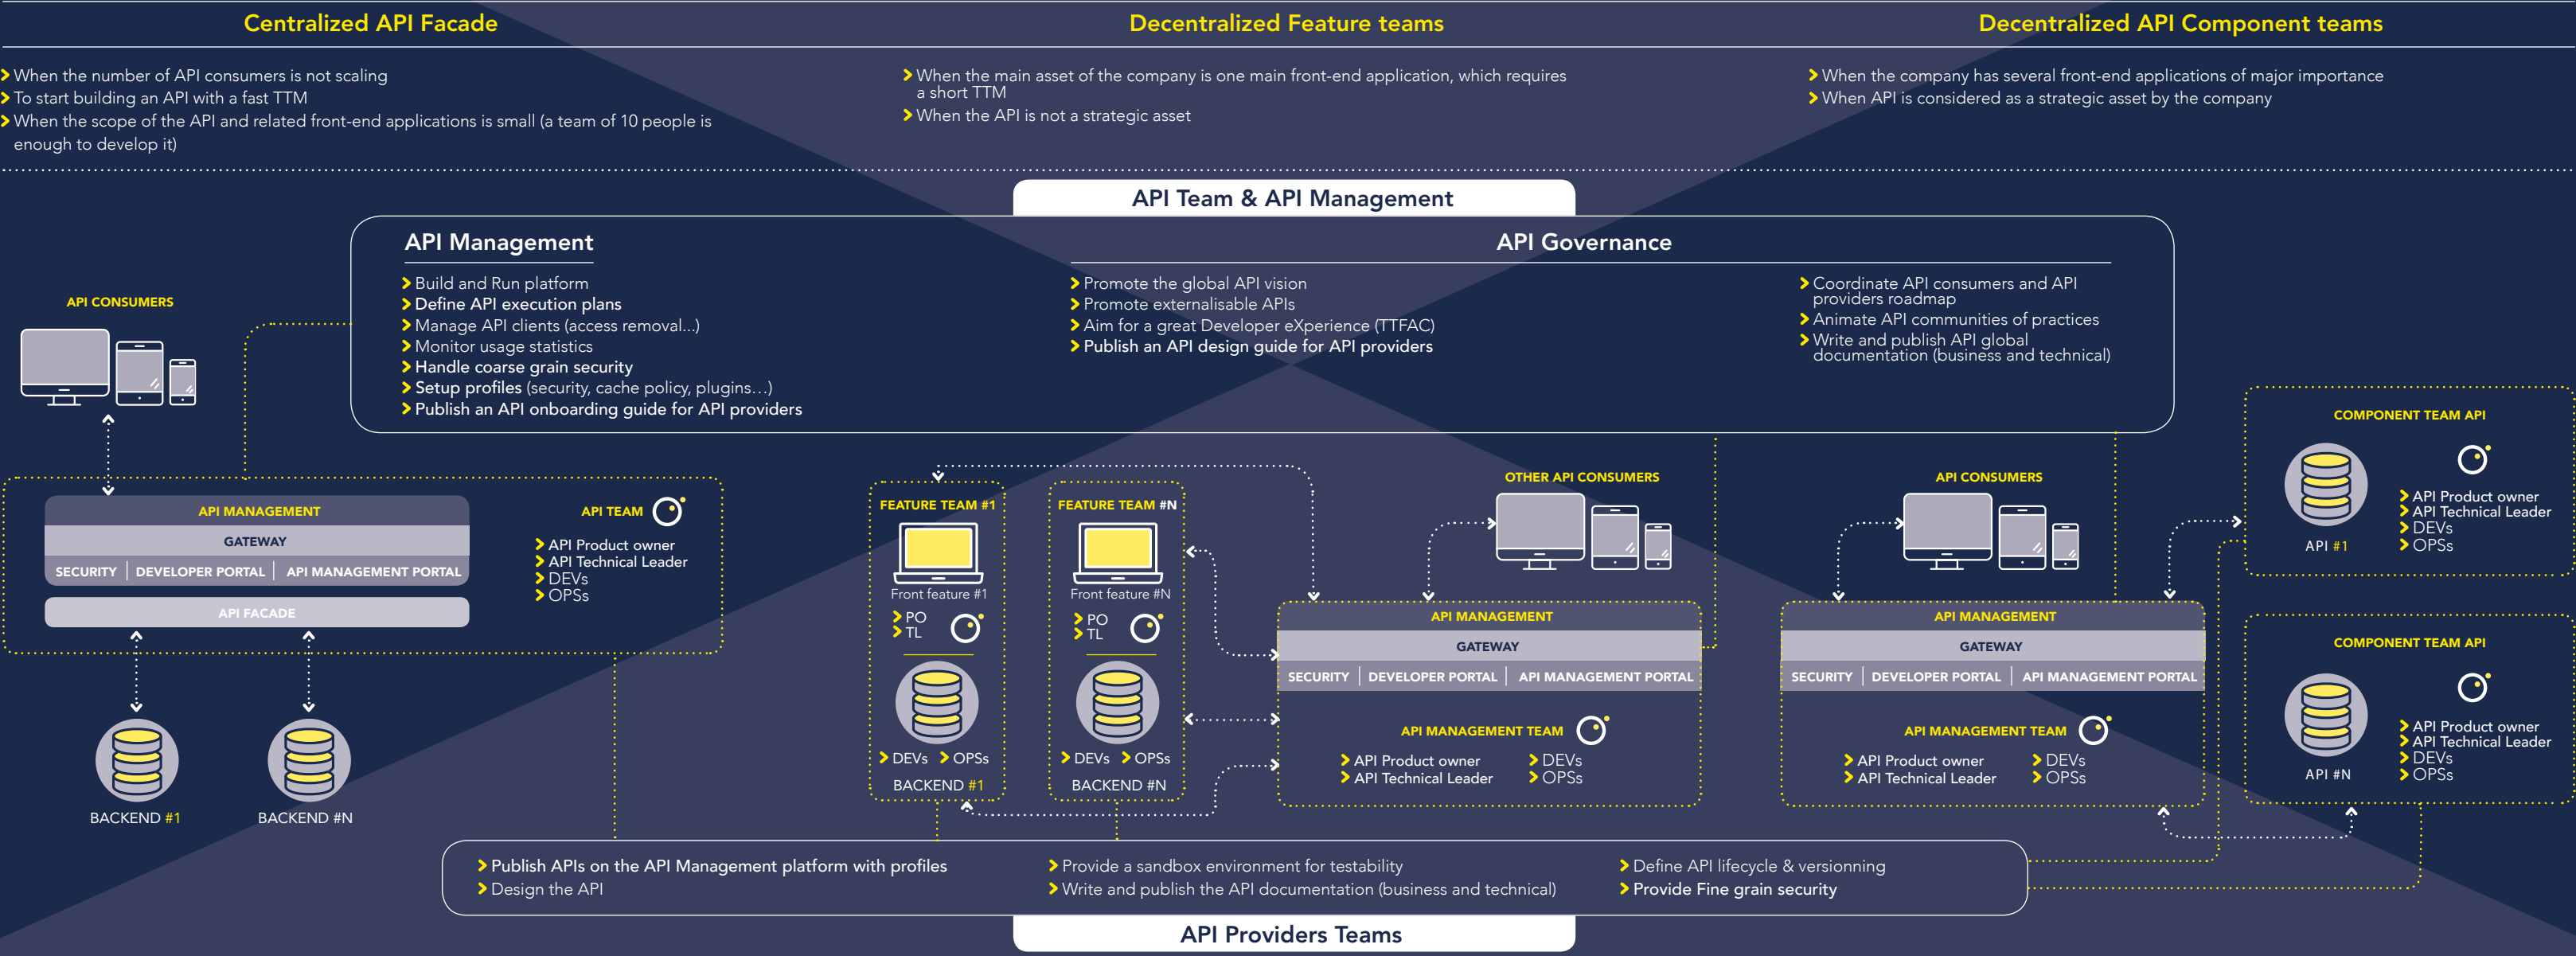 Centralized API Facade
When the number of API consumers is not scaling
To start building an API with a fast TTM
When the scope of the API and related front-end applications is small (a team of 10 people is
enough to develop it)
Decentralized Feature teams
When the main asset of the company is one main front-end application, which requires
a short TTM
When the API is not a strategic asset
Decentralized API Component teams
When the company has several front-end applications of major importance
When API is considered as a strategic asset by the company
API Team & API Management
API Management
Build and Run platform
Define API execution plans
Manage API clients (access removal...)
Monitor usage statistics
Handle coarse grain security
Setup profiles (security, cache policy, plugins...)
Publish an API onboarding guide for API providers
API Governance
Promote the global API vision
Promote externalisable APIs
Aim for a great Developer eXperience (TTFAC)
Publish an API design guide for API providers
Coordinate API consumers and API
providers roadmap
Animate API communities of practices
Write and publish API global
documentation (business and technical)
API CONSUMERS
API MANAGEMENT
GATEWAY
SECURITY | DEVELOPER PORTAL | API MANAGEMENT PORTAL
API FACADE
API TEAM
API Product owner
API Technical Leader
DEVs
OPSs
BACKEND #1
BACKEND #N
FEATURE TEAM #1
Front feature #1
PO
TL
DEVs OPSs
BACKEND #1
FEATURE TEAM #N
Front feature #N
PO
TL
DEVs OPSs
BACKEND #N
OTHER API CONSUMERS
API MANAGEMENT
GATEWAY
SECURITY | DEVELOPER PORTAL | API MANAGEMENT PORTAL
API MANAGEMENT TEAM
API Product owner DEVs
API Technical Leader OPSs
API CONSUMERS
API MANAGEMENT
GATEWAY
SECURITY | DEVELOPER PORTAL | API MANAGEMENT PORTAL
API MANAGEMENT TEAM
API Product owner DEVs
API Technical Leader OPSs
COMPONENT TEAM API
API Product owner
API Technical Leader
DEVs
OPSs
API #1
COMPONENT TEAM API
API Product owner
API Technical Leader
DEVs
OPSs
API #N
Publish APIs on the API Management platform with profiles
Design the API
Provide a sandbox environment for testability
Write and publish the API documentation (business and technical)
Define API lifecycle & versionning
Provide Fine grain security
API Providers Teams